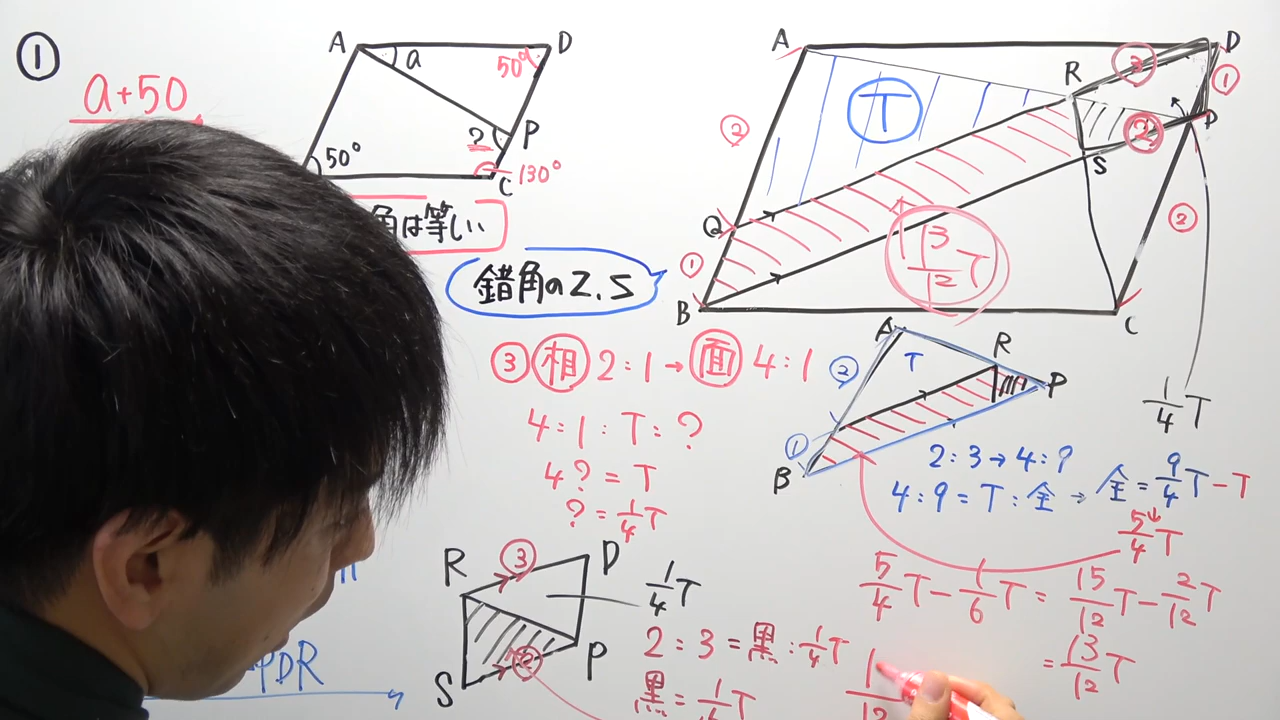 ①
a+50
A
a
50°
D
50°
2
P
130°
C
角は等しい
錯角のZ,S
A
T
R
③
D
①
②
②
P
S
Q
①
13/12 T
②
B
C
1/4 T
③ 相 2:1→面 4:1
4:1:T:?
4?=T
?=1/4 T
A
②
T
R
P
①
B
2:3→4:?
4:9=T:全→全=9/4 T-T
5/4 T
5/4 T-1/6 T=15/12 T-2/12 T
=13/12 T
R
③
D
1/4 T
②
P
S
2:3=黒:1/4 T
黒=1/6 T
PDR